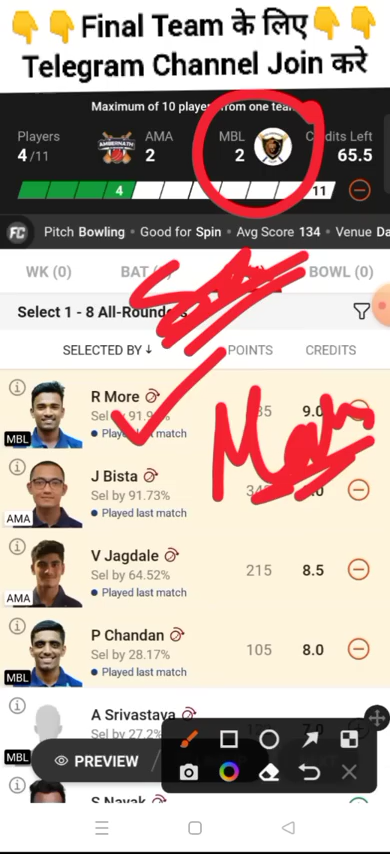 👇👇Final Team के लिए👇👇
Telegram Channel Join करे
Maximum of 10 players from one team
Players AMA MBL Credits Left
4/11 AMBERNATH 2 2 65.5
4 11
FC Pitch Bowling • Good for Spin • Avg Score 134 • Venue Da
WK (0) BAT BOWL (0)
Select 1 - 8 All-Rounders
SELECTED BY↓ POINTS CREDITS
R More
Sel 9.0
MBL • Played last match
Man
J Bista
Sel by 91.73%
AMA • Played last match
V Jagdale
Sel by 64.52% 215 8.5
AMA • Played last match
P Chandan
Sel by 28.17% 105 8.0
MBL • Played last match
A Srivastava
Sel by 27.2%
MBL PREVIEW
S Nayak